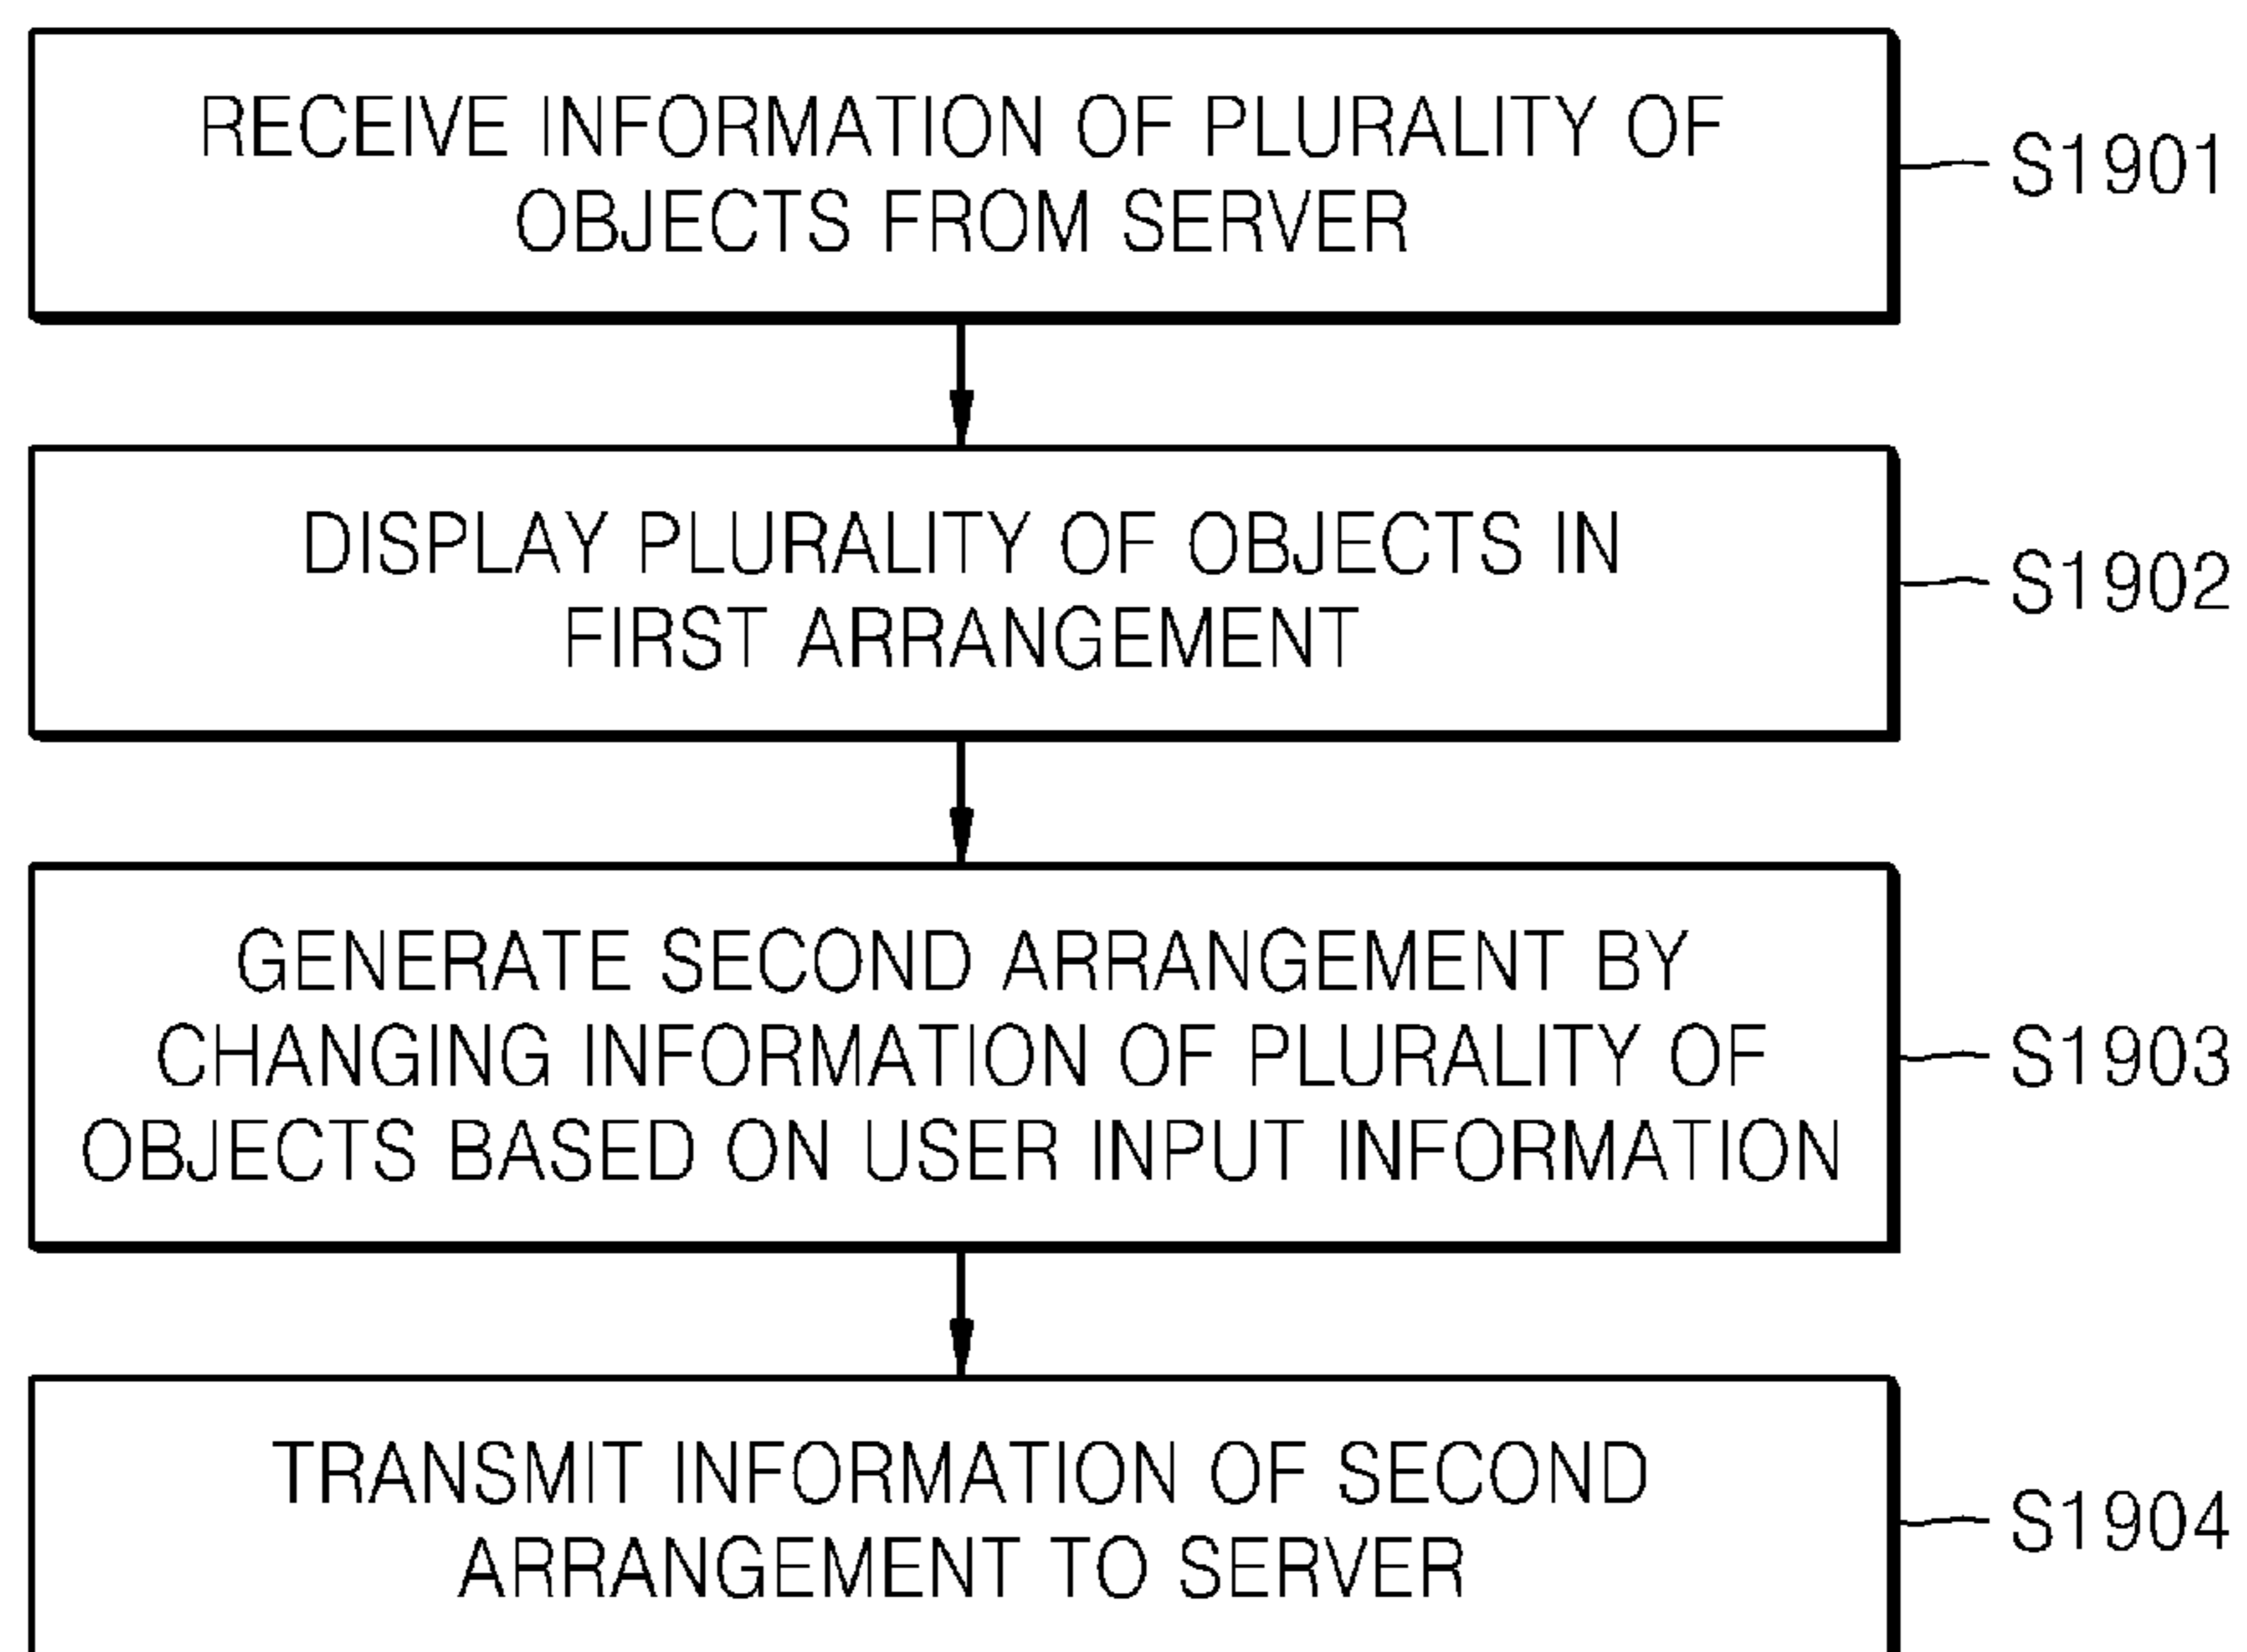 RECEIVE INFORMATION OF PLURALITY OF
OBJECTS FROM SERVER
S1901
DISPLAY PLURALITY OF OBJECTS IN
FIRST ARRANGEMENT
S1902
GENERATE SECOND ARRANGEMENT BY
CHANGING INFORMATION OF PLURALITY OF
OBJECTS BASED ON USER INPUT INFORMATION
S1903
TRANSMIT INFORMATION OF SECOND
ARRANGEMENT TO SERVER
S1904